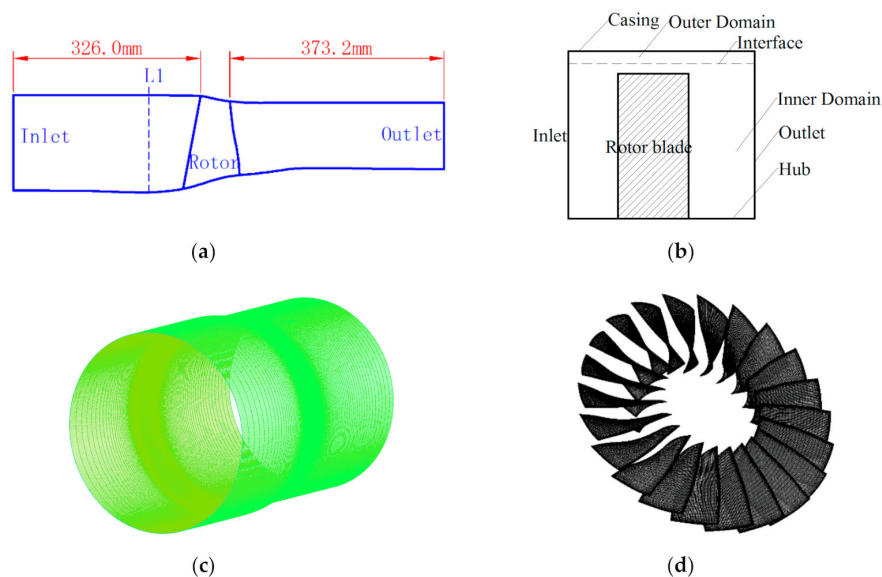 326.0mm
373.2mm
L1
Inlet
Rotor
Outlet
(a)
Casing
Outer Domain
Interface
Inner Domain
Inlet
Rotor blade
Outlet
Hub
(b)
(c)
(d)